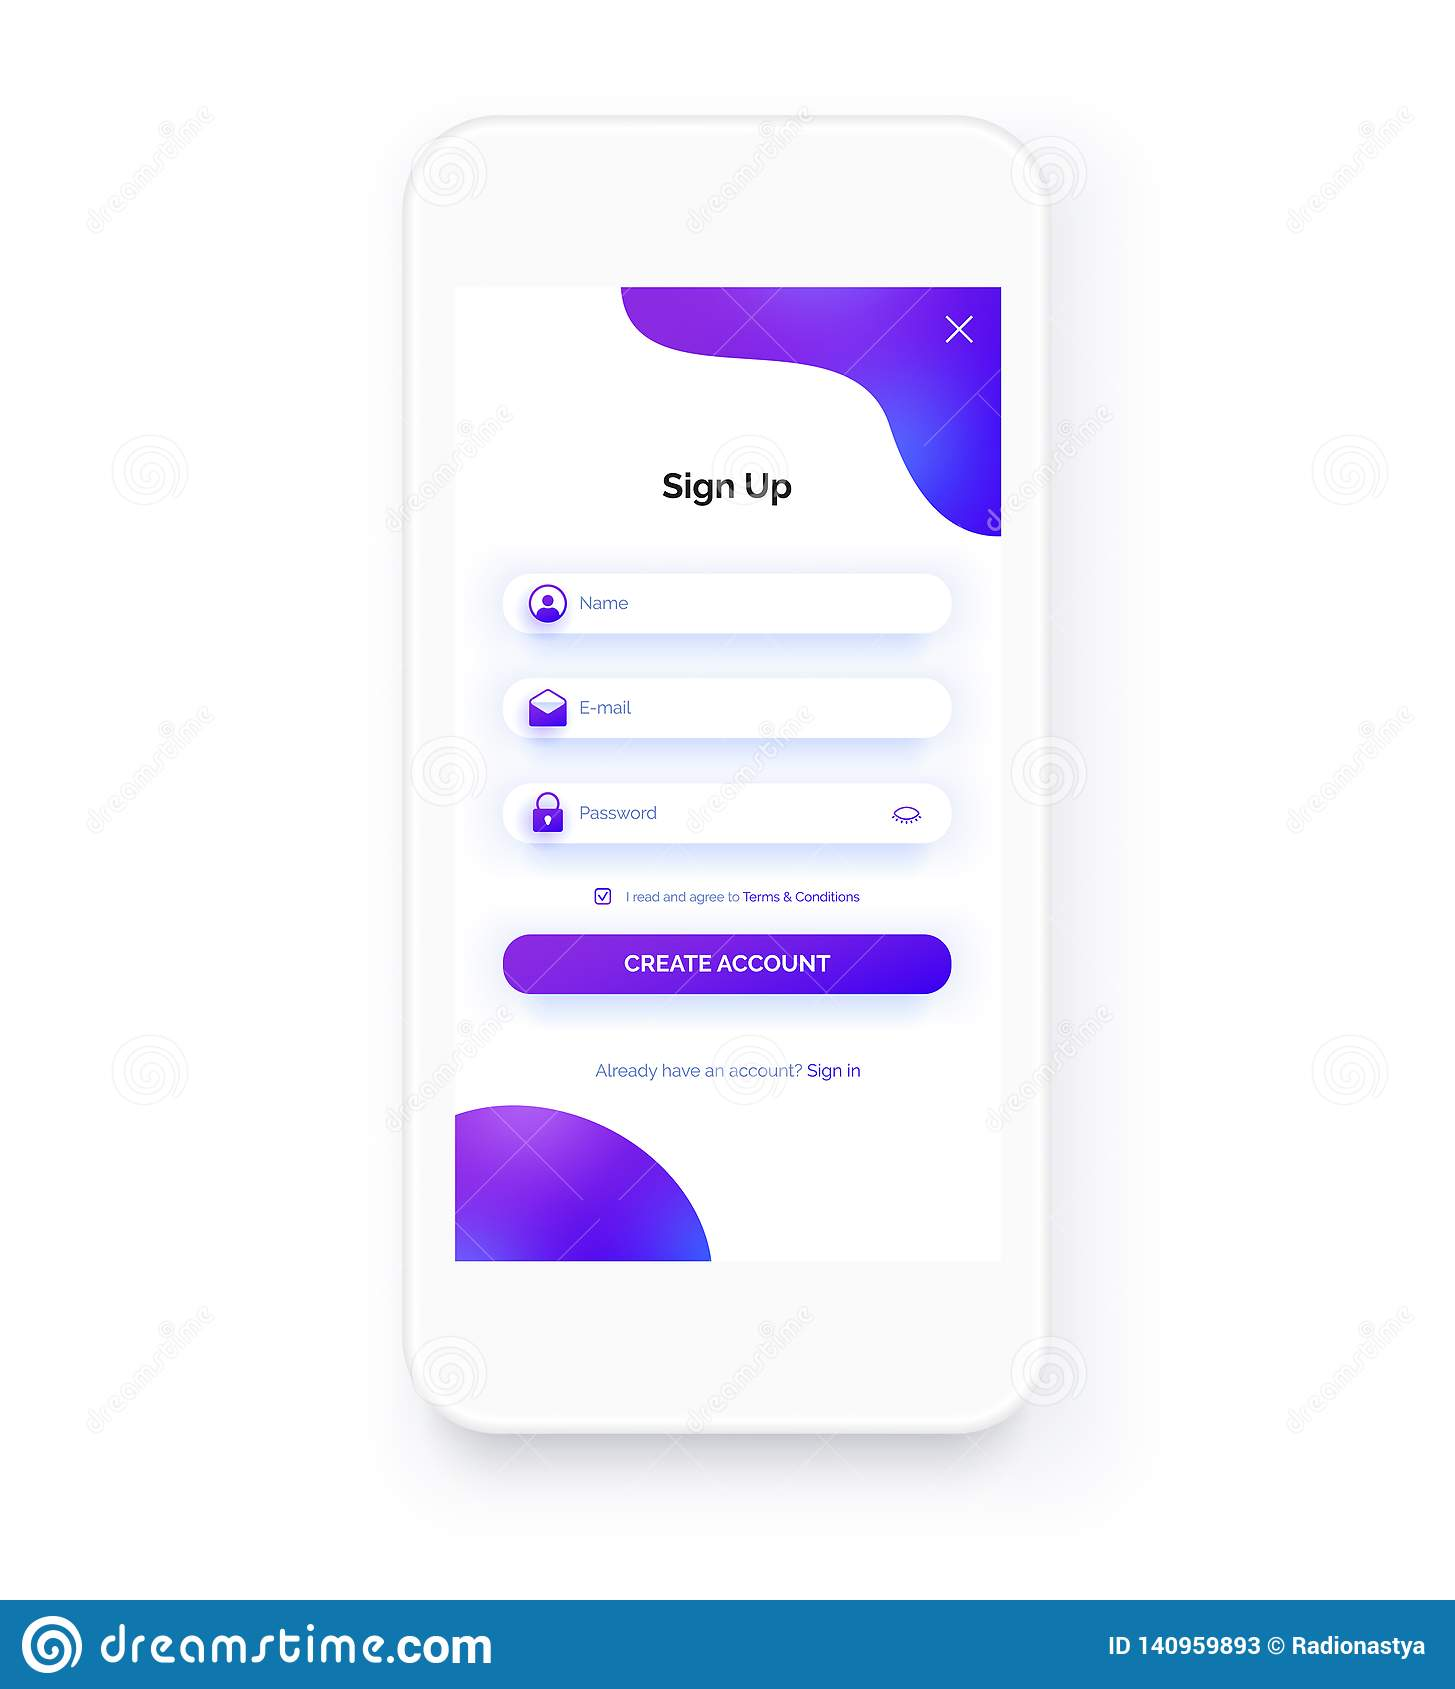 Sign Up
Name
E-mail
Password
I read and agree to Terms & Conditions
CREATE ACCOUNT
Already have an account? Sign in
dreamstime.com
ID 140959893 © Radionastya